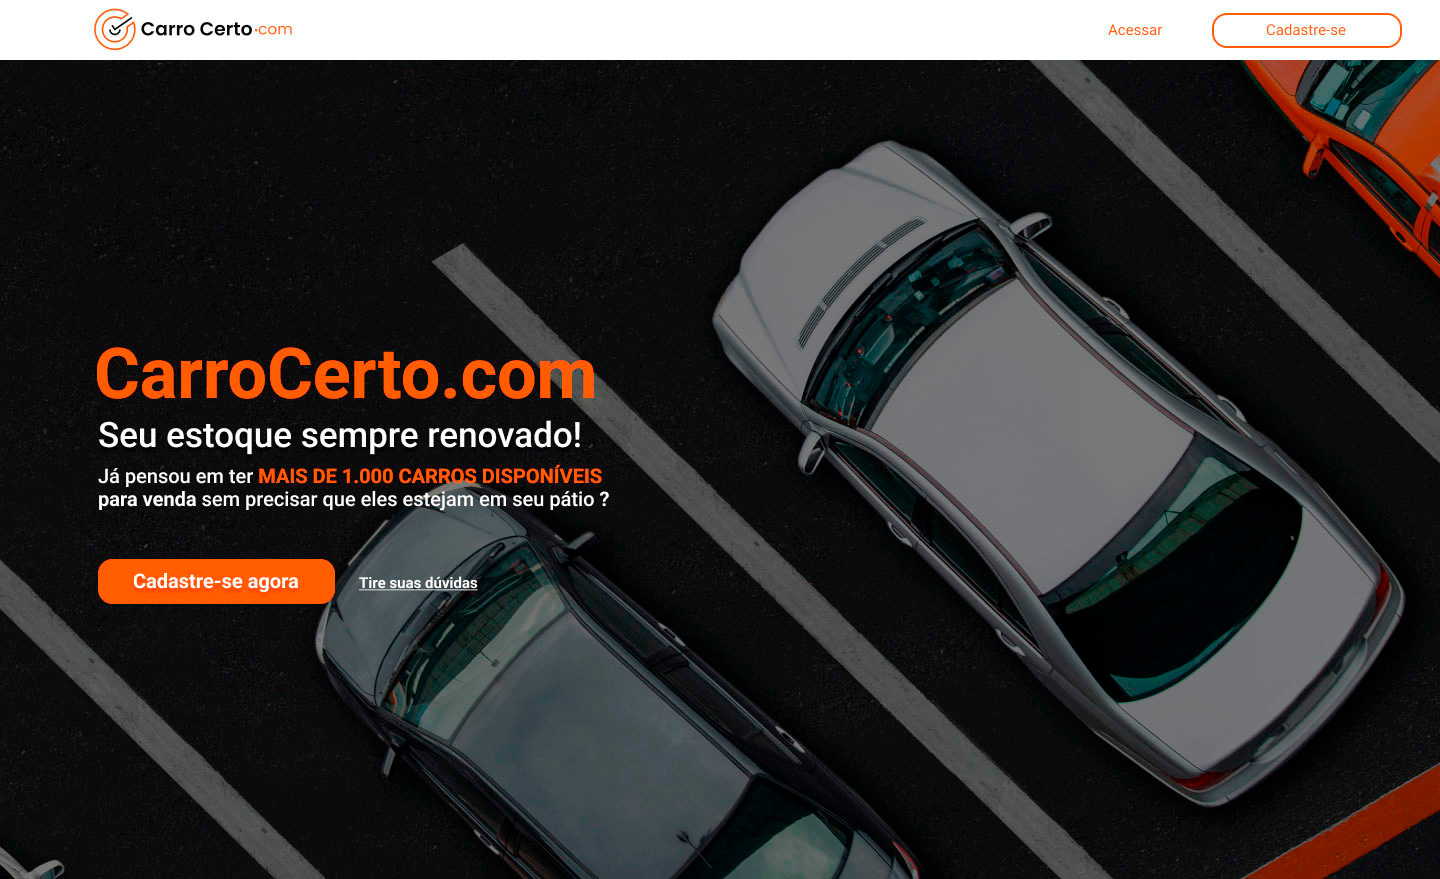 Carro Certo.com
Acessar
Cadastre-se
CarroCerto.com
Seu estoque sempre renovado!
Já pensou em ter MAIS DE 1.000 CARROS DISPONÍVEIS
para venda sem precisar que eles estejam em seu pátio ?
Cadastre-se agora
Tire suas dúvidas